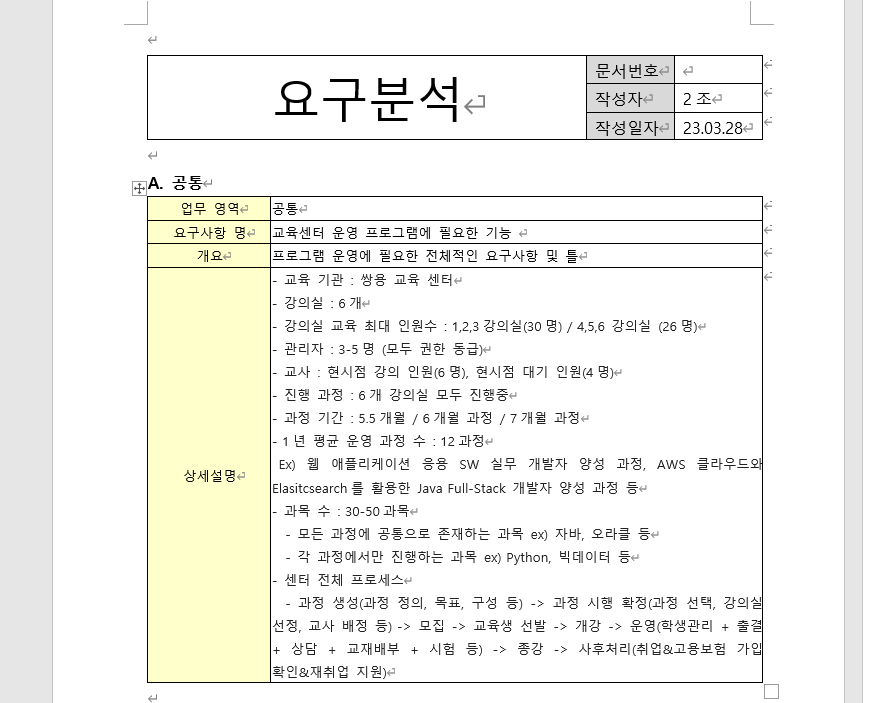 요구분석
문서번호
작성자 2 조
작성일자 23.03.28
A. 공통
업무 영역 공통
요구사항 명 교육센터 운영 프로그램에 필요한 기능
개요 프로그램 운영에 필요한 전체적인 요구사항 및 틀
상세설명
- 교육 기관 : 쌍용 교육 센터
- 강의실 : 6 개
- 강의실 교육 최대 인원수 : 1,2,3 강의실(30 명) / 4,5,6 강의실 (26 명)
- 관리자 : 3-5 명 (모두 권한 동급)
- 교사 : 현시점 강의 인원(6 명), 현시점 대기 인원(4 명)
- 진행 과정 : 6 개 강의실 모두 진행중
- 과정 기간 : 5.5 개월 / 6 개월 과정 / 7 개월 과정
- 1 년 평균 운영 과정 수 : 12 과정
Ex) 웹 애플리케이션 응용 SW 실무 개발자 양성 과정, AWS 클라우드와
Elasitcsearch 를 활용한 Java Full-Stack 개발자 양성 과정 등
- 과목 수 : 30-50 과목
- 모든 과정에 공통으로 존재하는 과목 ex) 자바, 오라클 등
- 각 과정에서만 진행하는 과목 ex) Python, 빅데이터 등
- 센터 전체 프로세스
- 과정 생성(과정 정의, 목표, 구성 등) -> 과정 시행 확정(과정 선택, 강의실
선정, 교사 배정 등) -> 모집 -> 교육생 선발 -> 개강 -> 운영(학생관리 + 출결
+ 상담 + 교재배부 + 시험 등) -> 종강 -> 사후처리(취업&고용보험 가입
확인&재취업 지원)